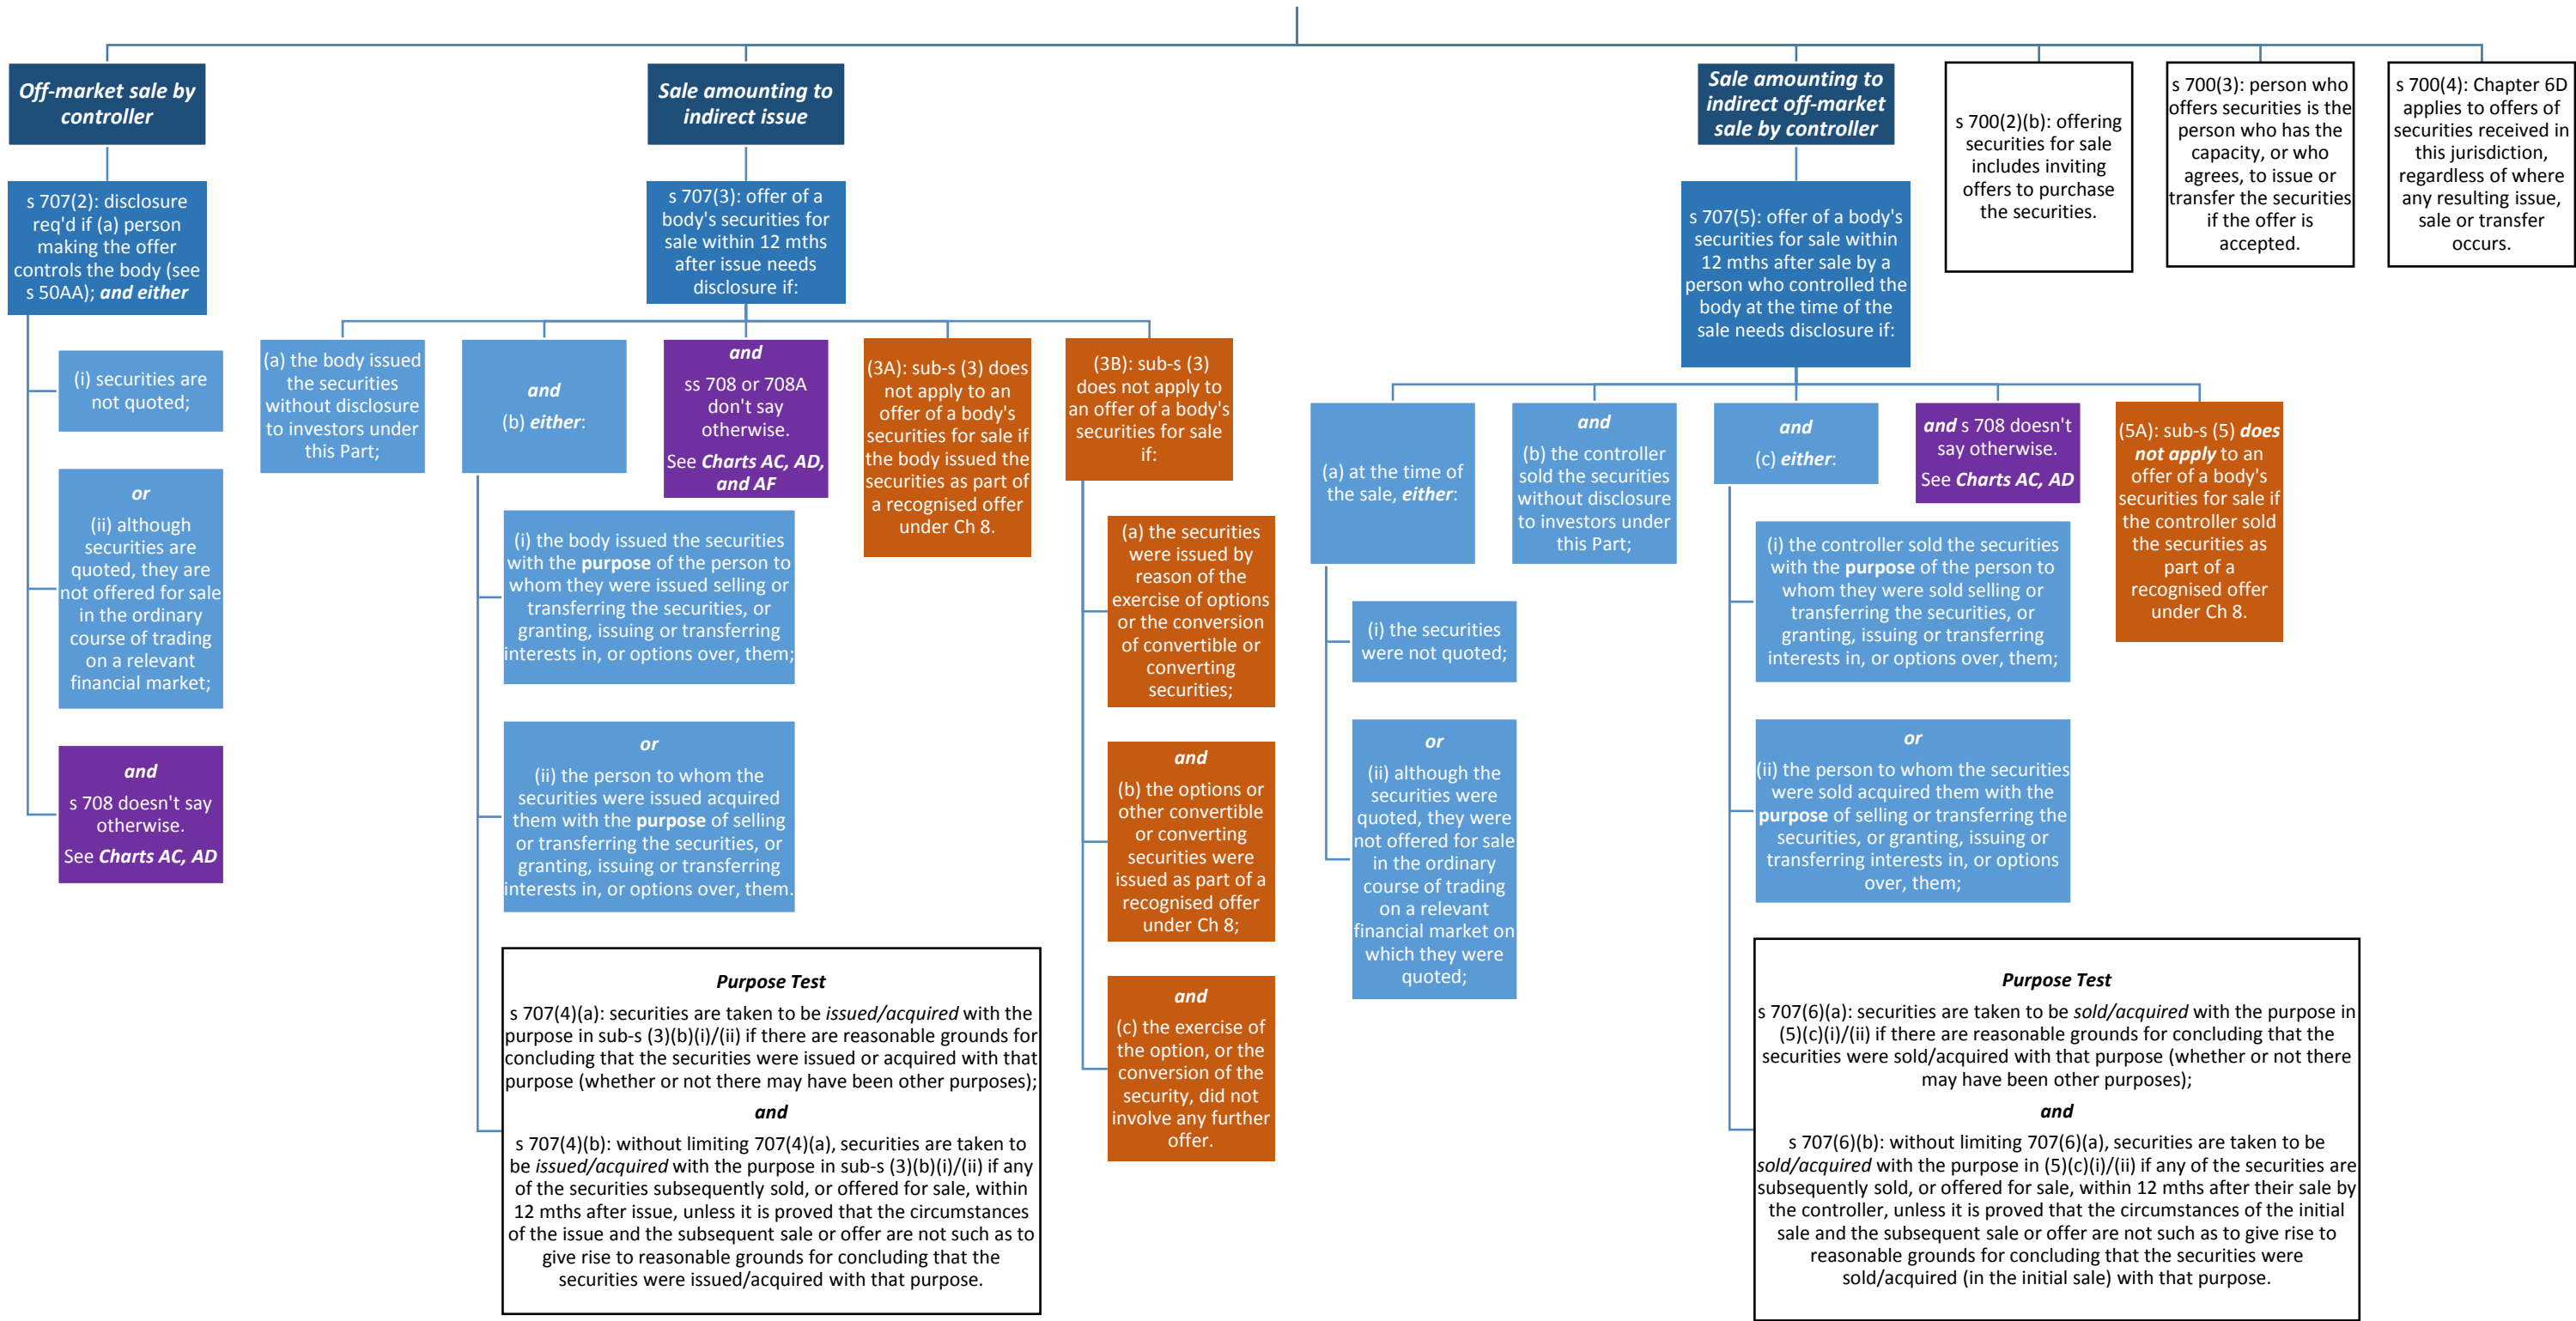 Off-market sale by
controller
s 707(2): disclosure
req'd if (a) person
making the offer
controls the body (see
s 50AA); and either
(i) securities are
not quoted;
or
(ii) although
securities are
quoted, they are
not offered for sale
in the ordinary
course of trading
on a relevant
financial market;
and
s 708 doesn't say
otherwise.
See Charts AC, AD
Sale amounting to
indirect issue
s 707(3): offer of a
body's securities for
sale within 12 mths
after issue needs
disclosure if:
(a) the body issued
the securities
without disclosure
to investors under
this Part;
and
(b) either:
(i) the body issued the securities
with the purpose of the person to
whom they were issued selling or
transferring the securities, or
granting, issuing or transferring
interests in, or options over, them;
or
(ii) the person to whom the
securities were issued acquired
them with the purpose of selling
or transferring the securities, or
granting, issuing or transferring
interests in, or options over, them.
Purpose Test
s 707(4)(a): securities are taken to be issued/acquired with the
purpose in sub-s (3)(b)(i)/(ii) if there are reasonable grounds for
concluding that the securities were issued or acquired with that
purpose (whether or not there may have been other purposes);
and
s 707(4)(b): without limiting 707(4)(a), securities are taken to
be issued/acquired with the purpose in sub-s (3)(b)(i)/(ii) if any
of the securities subsequently sold, or offered for sale, within
12 mths after issue, unless it is proved that the circumstances
of the issue and the subsequent sale or offer are not such as to
give rise to reasonable grounds for concluding that the
securities were issued/acquired with that purpose.
and
ss 708 or 708A
don't say
otherwise.
See Charts AC, AD,
and AF
(3A): sub-s (3) does
not apply to an
offer of a body's
securities for sale if
the body issued the
securities as part of
a recognised offer
under Ch 8.
(3B): sub-s (3)
does not apply to
an offer of a body's
securities for sale
if:
(a) the securities
were issued by
reason of the
exercise of options
or the conversion
of convertible or
converting
securities;
and
(b) the options or
other convertible
or converting
securities were
issued as part of a
recognised offer
under Ch 8;
and
(c) the exercise of
the option, or the
conversion of the
security, did not
involve any further
offer.
Sale amounting to
indirect off-market
sale by controller
s 707(5): offer of a body's
securities for sale within
12 mths after sale by a
person who controlled the
body at the time of the
sale needs disclosure if:
(a) at the time of
the sale, either:
(i) the securities
were not quoted;
or
(ii) although the
securities were
quoted, they were
not offered for sale
in the ordinary
course of trading
on a relevant
financial market on
which they were
quoted;
and
(b) the controller
sold the securities
without disclosure
to investors under
this Part;
and
(c) either:
(i) the controller sold the securities
with the purpose of the person to
whom they were sold selling or
transferring the securities, or
granting, issuing or transferring
interests in, or options over, them;
or
(ii) the person to whom the securities
were sold acquired them with the
purpose of selling or transferring the
securities, or granting, issuing or
transferring interests in, or options
over, them;
Purpose Test
s 707(6)(a): securities are taken to be sold/acquired with the purpose in
(5)(c)(i)/(ii) if there are reasonable grounds for concluding that the
securities were sold/acquired with that purpose (whether or not there
may have been other purposes);
and
s 707(6)(b): without limiting 707(6)(a), securities are taken to be
sold/acquired with the purpose in (5)(c)(i)/(ii) if any of the securities are
subsequently sold, or offered for sale, within 12 mths after their sale by
the controller, unless it is proved that the circumstances of the initial
sale and the subsequent sale or offer are not such as to give rise to
reasonable grounds for concluding that the securities were
sold/acquired (in the initial sale) with that purpose.
and s 708 doesn't
say otherwise.
See Charts AC, AD
(5A): sub-s (5) does
not apply to an
offer of a body's
securities for sale if
the controller sold
the securities as
part of a
recognised offer
under Ch 8.
s 700(2)(b): offering
securities for sale
includes inviting
offers to purchase
the securities.
s 700(3): person who
offers securities is the
person who has the
capacity, or who
agrees, to issue or
transfer the securities
if the offer is
accepted.
s 700(4): Chapter 6D
applies to offers of
securities received in
this jurisdiction,
regardless of where
any resulting issue,
sale or transfer
occurs.